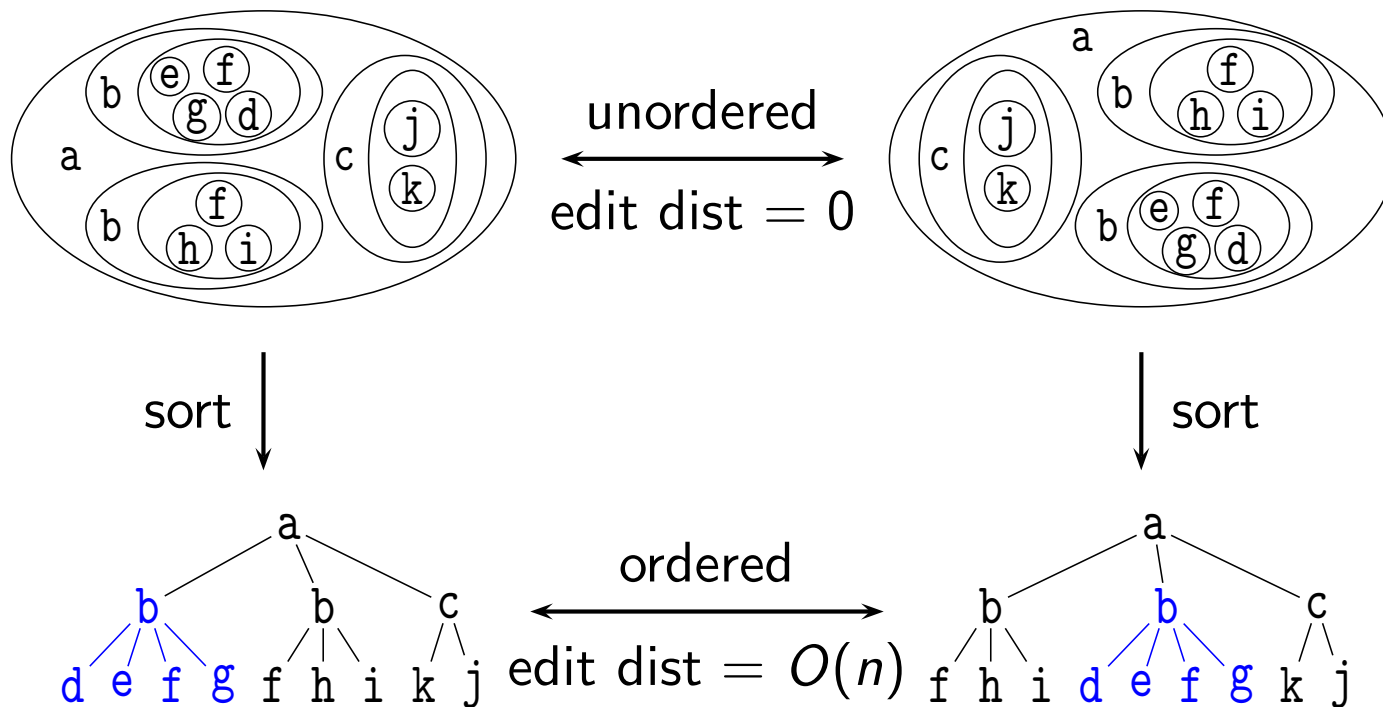 e f
b
g d
a
f
b
h i
c
j
k
unordered
edit dist = 0
a
f
b
h i
c
j
k
e f
b
g d
sort
sort
a
b b c
d e f g f h i k j
ordered
edit dist = O(n)
a
b b c
f h i d e f g k j